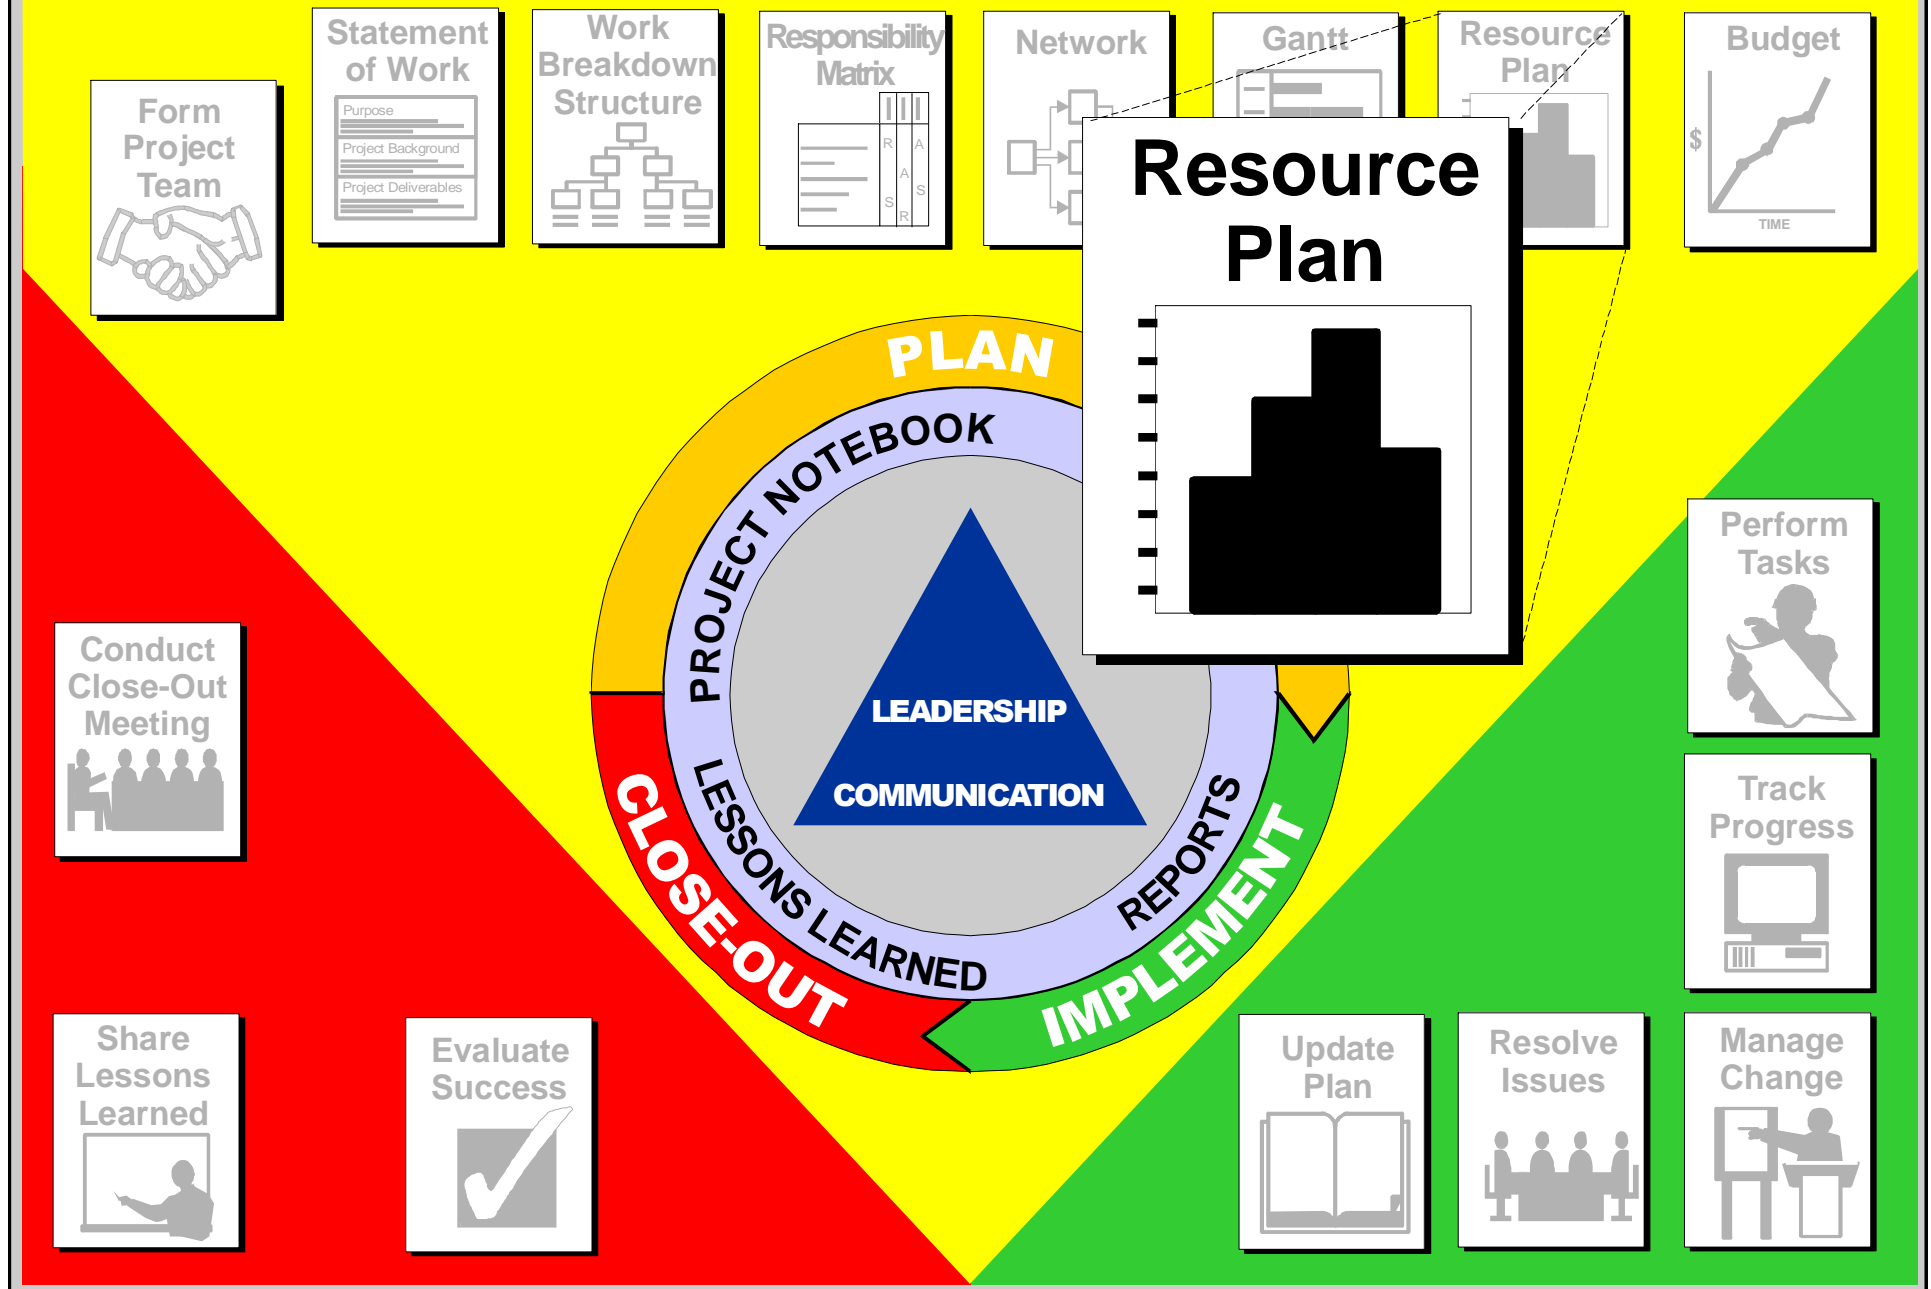 Form
Project
Team
Statement
of Work
Purpose
Project Background
Project Deliverables
Work
Breakdown
Structure
Responsibility
Matrix
R
A
A
S
S
R
Network
Gantt
Resource
Plan
Budget
$
TIME
Resource
Plan
PLAN
PROJECT NOTEBOOK
LEADERSHIP
COMMUNICATION
LESSONS LEARNED
REPORTS
CLOSE-OUT
IMPLEMENT
Perform
Tasks
Track
Progress
Manage
Change
Resolve
Issues
Update
Plan
Evaluate
Success
Share
Lessons
Learned
Conduct
Close-Out
Meeting